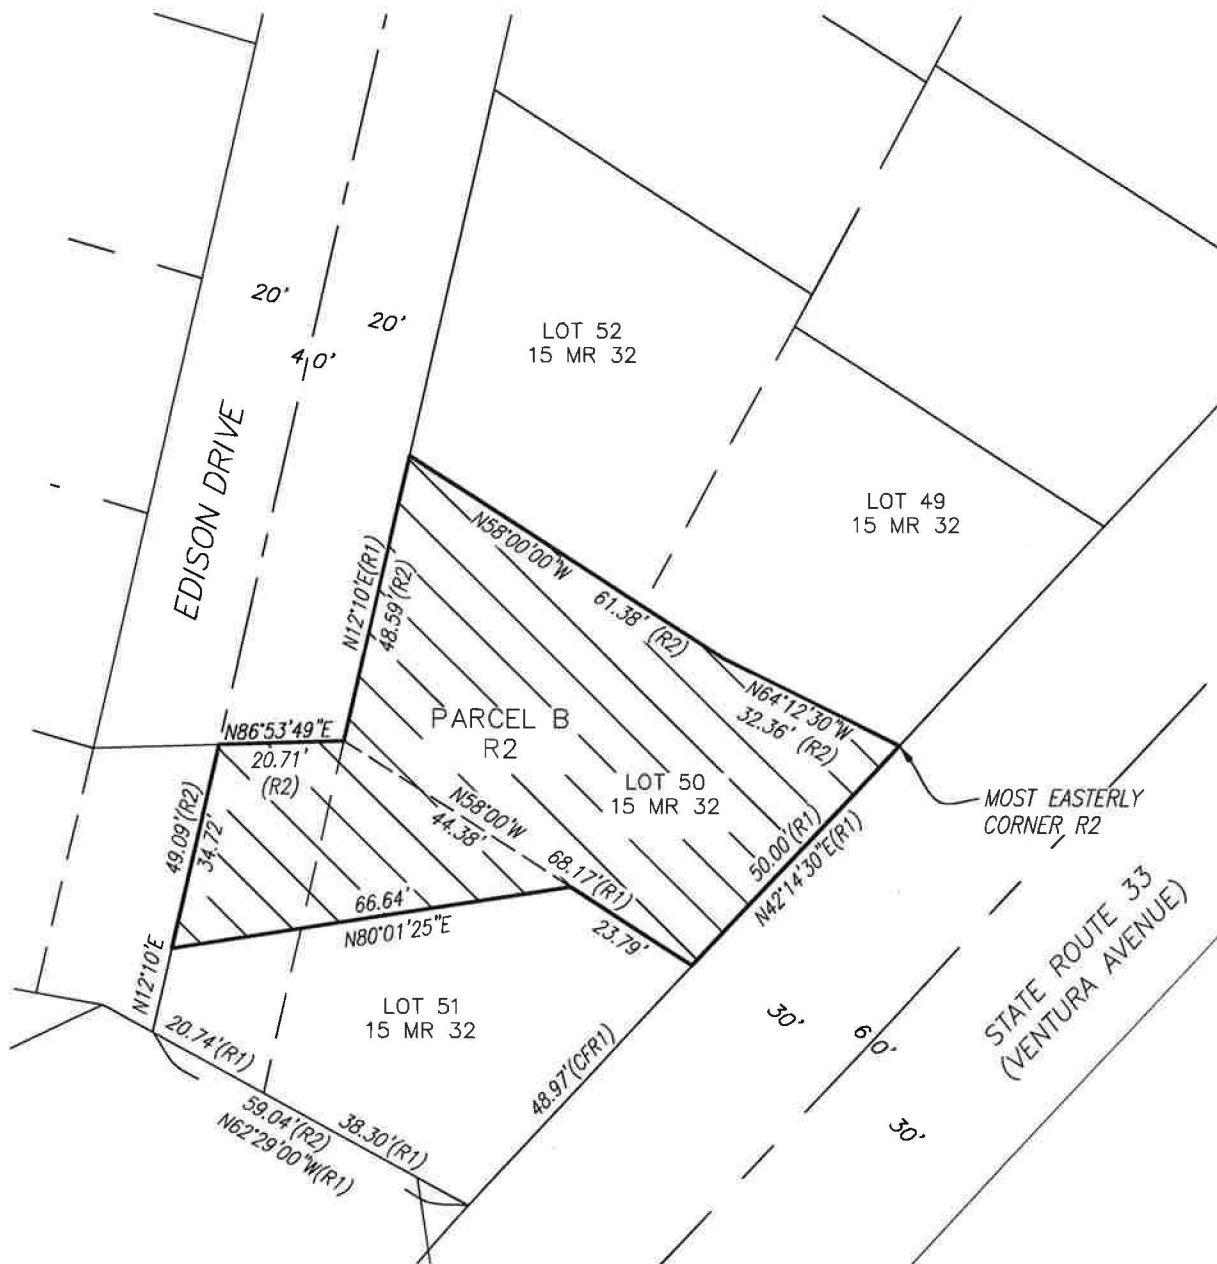 20'
20'
40'
LOT 52
15 MR 32
EDISON DRIVE
LOT 49
15 MR 32
N58°00'00"W
61.38' (R2)
N12°10'E(R1)
48.59'(R2)
N64°12'30"W
32.36' (R2)
N86°53'49"E
20.71'
(R2)
PARCEL B
R2
LOT 50
15 MR 32
MOST EASTERLY
CORNER R2
N58°00'W
44.38'
68.17'(R1)
50.00'(R1)
N42°14'30"E(R1)
49.09'(R2)
34.72'
66.64'
N80°01'25"E
23.79'
N12°10'E
LOT 51
15 MR 32
STATE ROUTE 33
(VENTURA AVENUE)
30'
60'
30'
20.74'(R1)
48.97'(CFR1)
59.04'(R2)
38.30'(R1)
N62°29'00"W(R1)